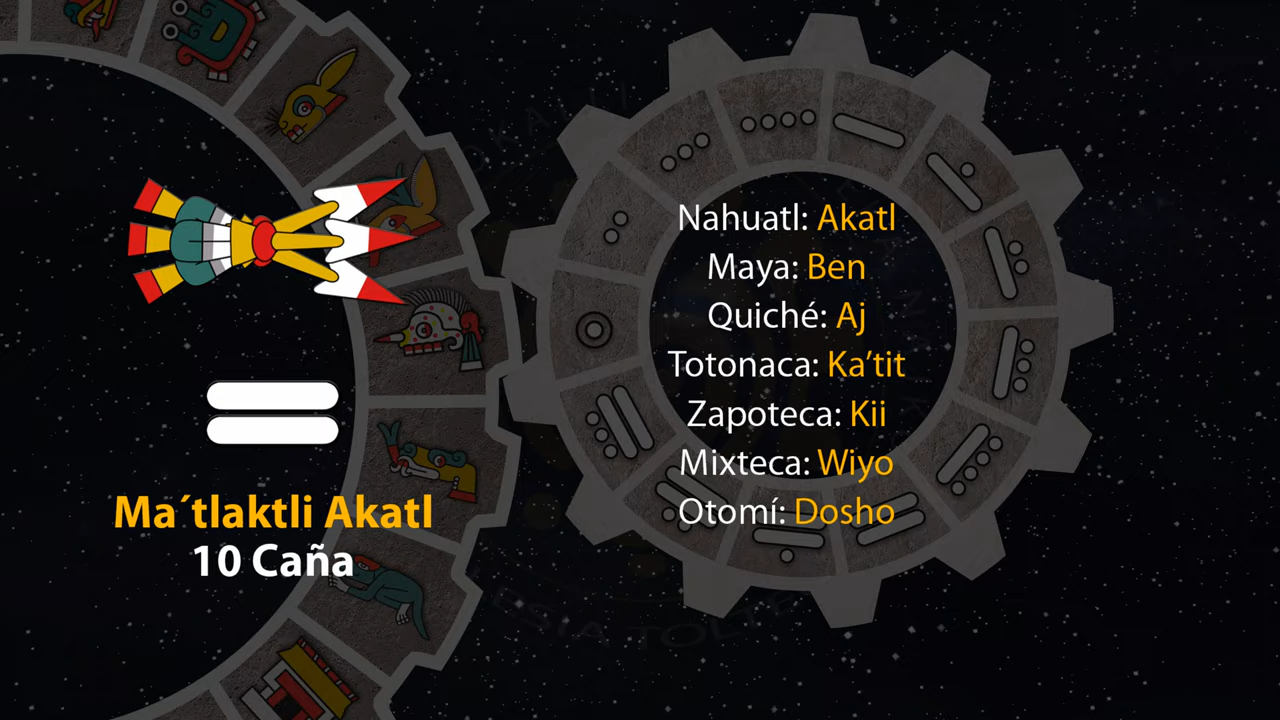 Nahuatl: Akatl
Maya: Ben
Quiché: Aj
Totonaca: Ka’tit
Zapoteca: Kii
Mixteca: Wiyo
Otomí: Dosho
Ma´tlaktli Akatl
10 Caña